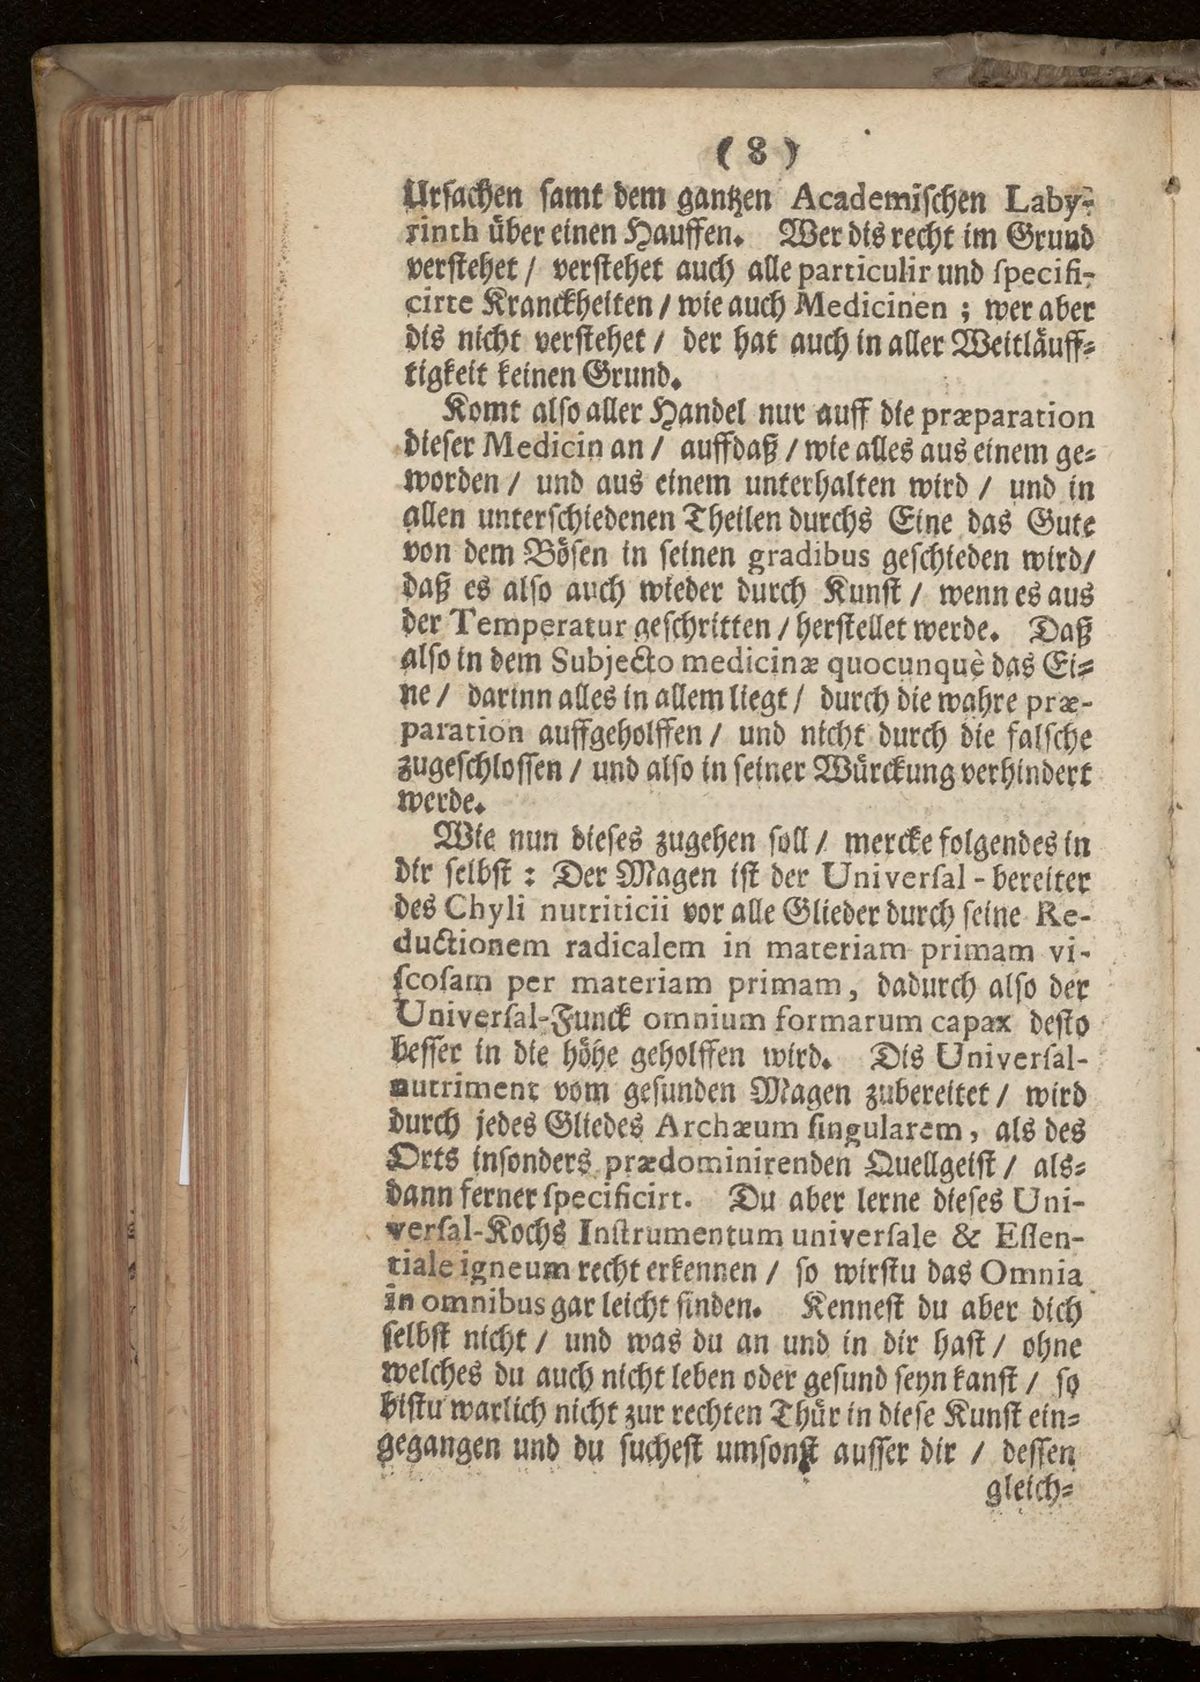 ( 8 )
Ursachen samt dem gantzen Academischen Laby-
rinth über einen Hauffen. Wer dis recht im Grund
verstehet / verstehet auch alle particulir und specifi-
cirte Kranckheiten / wie auch Medicinen ; wer aber
dis nicht verstehet / der hat auch in aller Weitläuff-
tigkeit keinen Grund.
Komt also aller Handel nur auff die præparation
dieser Medicin an / auffdaß / wie alles aus einem ge-
worden / und aus einem unterhalten wird / und in
allen unterschiedenen Theilen durchs Eine das Gute
von dem Bösen in seinen gradibus geschieden wird/
daß es also auch wieder durch Kunst / wenn es aus
der Temperatur geschritten / herstellet werde. Daß
also in dem Subjecto medicinæ quocunquè das Ei-
ne / darinn alles in allem liegt / durch die wahre præ-
paration auffgeholffen / und nicht durch die falsche
zugeschlossen / und also in seiner Würckung verhindert
werde.
Wie nun dieses zugehen soll / mercke folgendes in
dir selbst : Der Magen ist der Universal-bereiter
des Chyli nutriticii vor alle Glieder durch seine Re-
ductionem radicalem in materiam primam vi-
scosam per materiam primam, dadurch also der
Universal-Funck omnium formarum capax desto
besser in die höhe geholffen wird. Dis Universal-
nutriment vom gesunden Magen zubereitet / wird
durch jedes Gliedes Archæum singularem, als des
Orts insonders prædominirenden Quellgeist / als-
dann ferner specificirt. Du aber lerne dieses Uni-
versal-Kochs Instrumentum universale & Essen-
tiale igneum recht erkennen / so wirstu das Omnia
in omnibus gar leicht finden. Kennest du aber dich
selbst nicht / und was du an und in dir hast / ohne
welches du auch nicht leben oder gesund seyn kanst / so
bistu warlich nicht zur rechten Thür in diese Kunst ein-
gegangen und du suchest umsonst ausser dir / dessen
gleich-